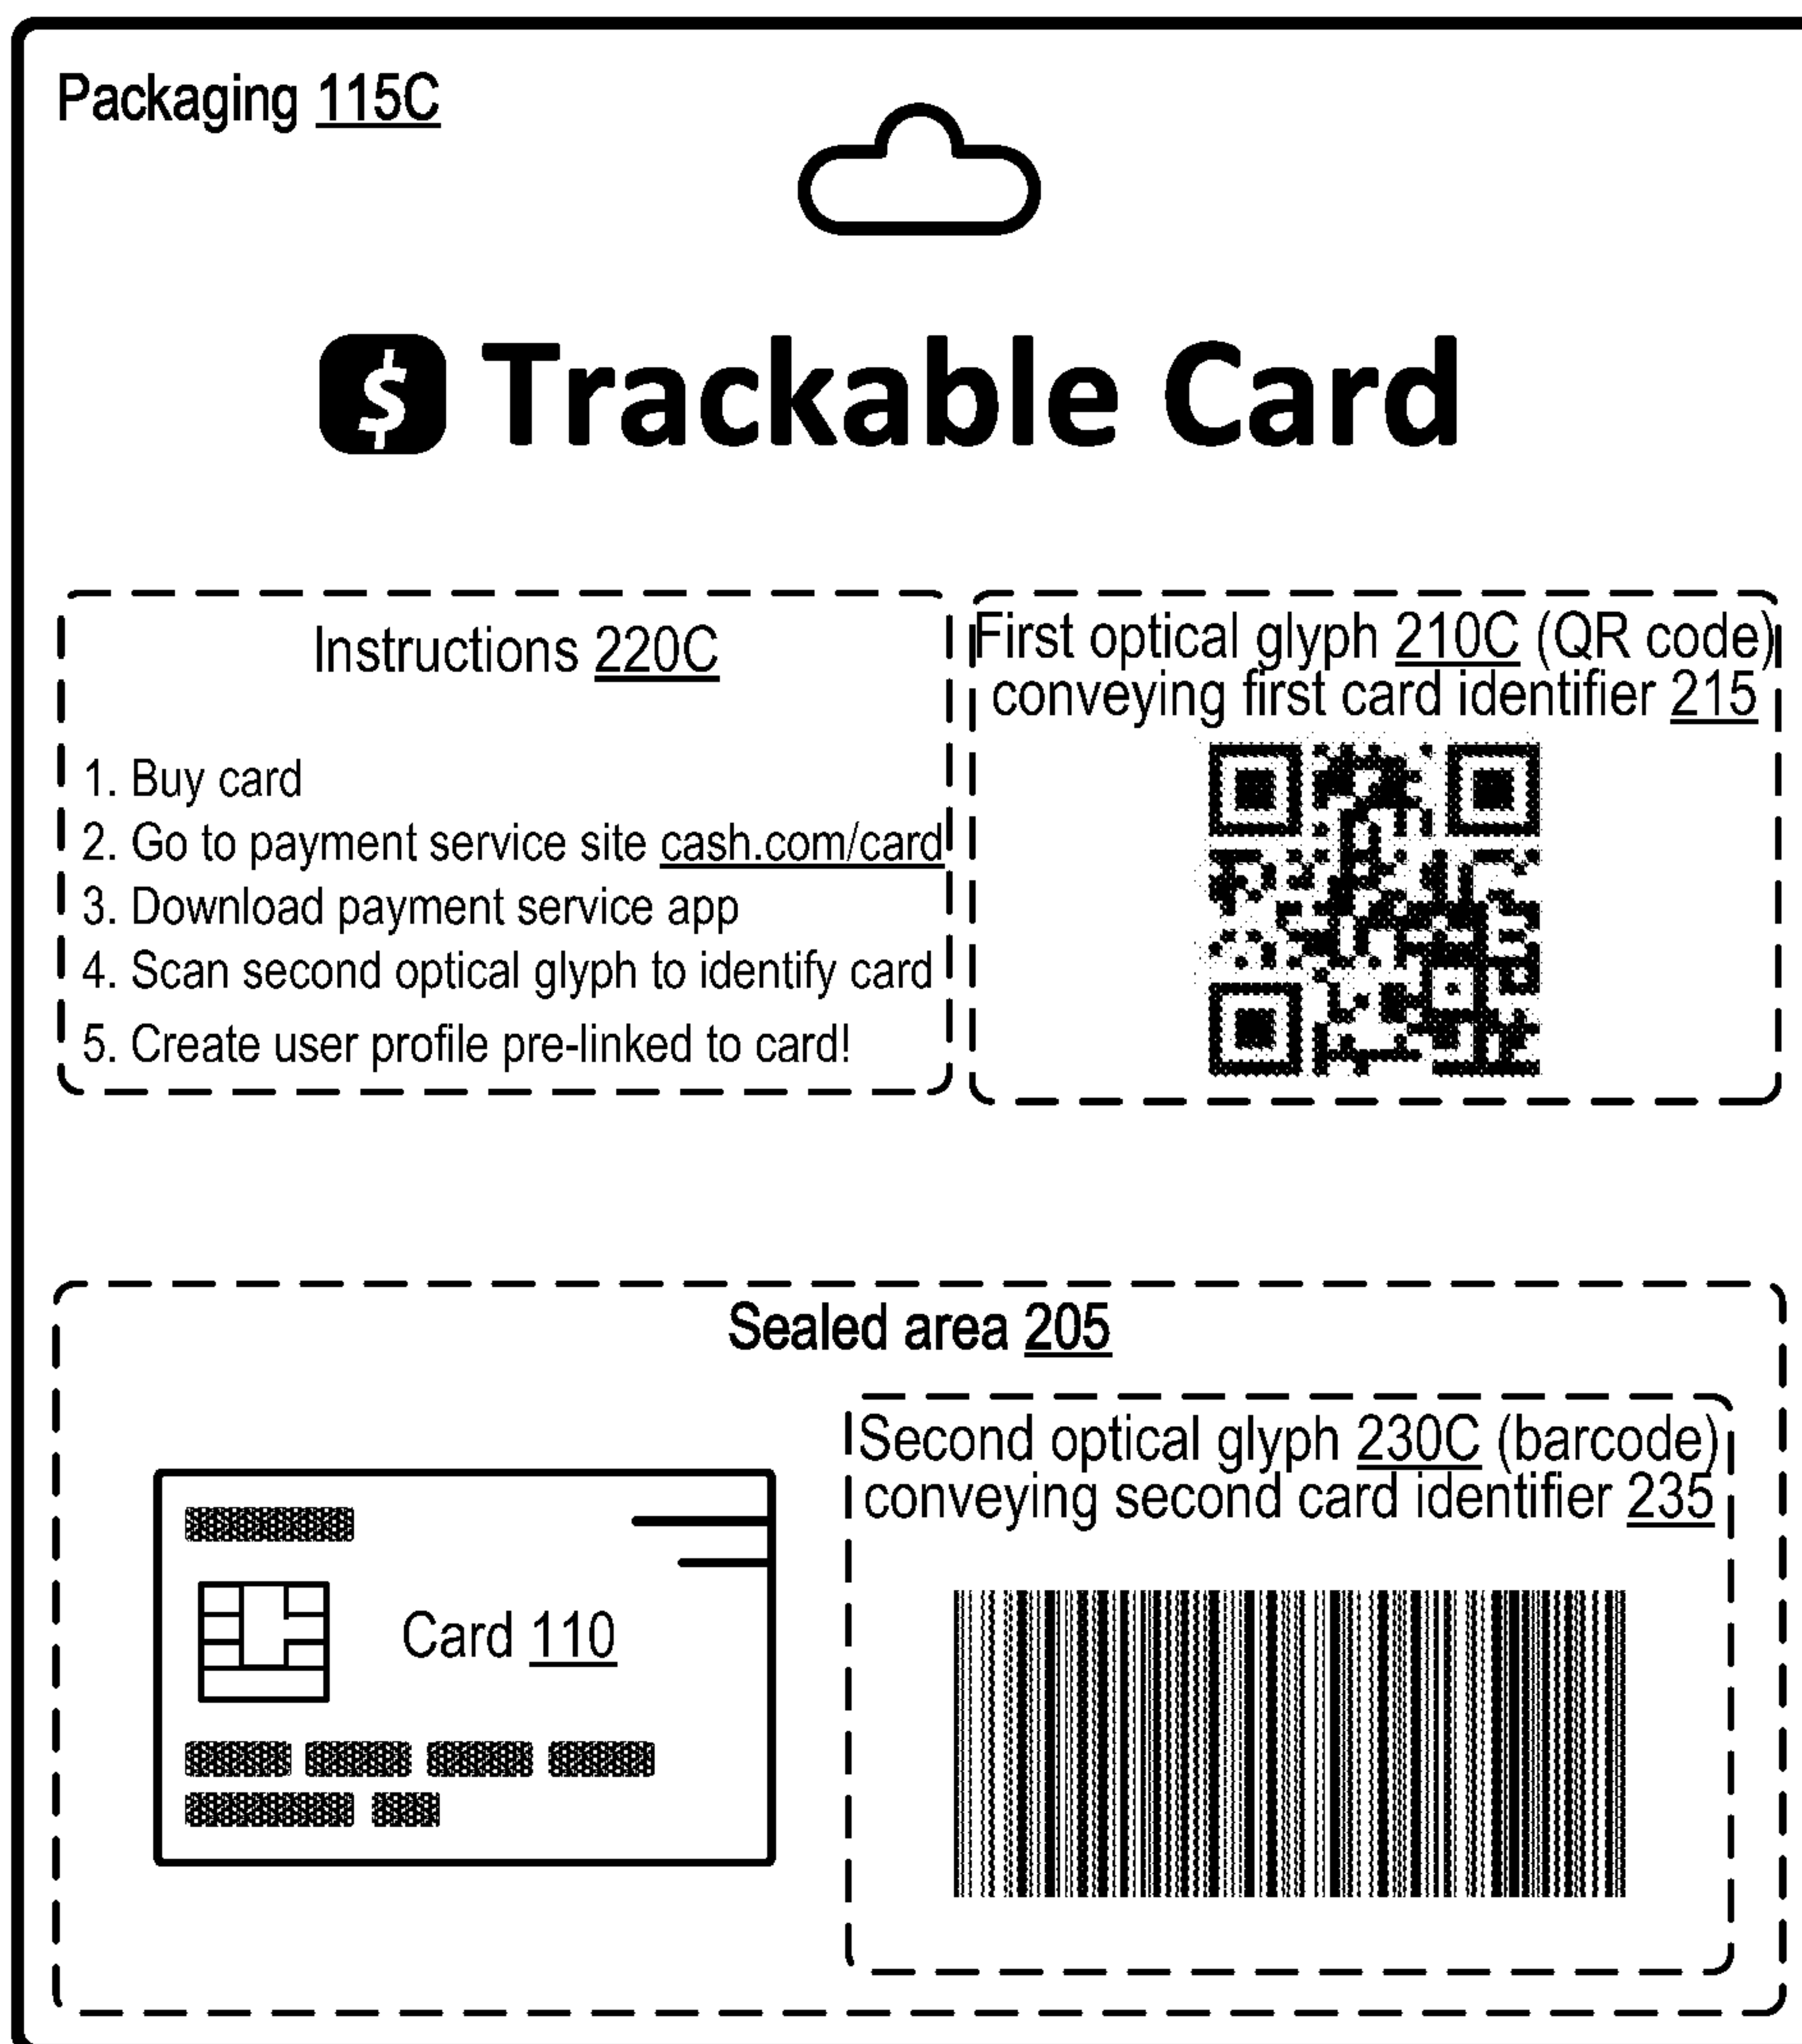 Packaging 115C
$ Trackable Card
Instructions 220C
1. Buy card
2. Go to payment service site cash.com/card
3. Download payment service app
4. Scan second optical glyph to identify card
5. Create user profile pre-linked to card!
First optical glyph 210C (QR code)
conveying first card identifier 215
Sealed area 205
Card 110
Second optical glyph 230C (barcode)
conveying second card identifier 235